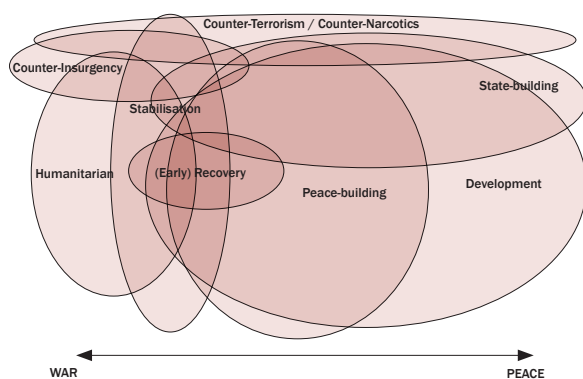 Counter-Terrorism / Counter-Narcotics
Counter-Insurgency
State-building
Stabilisation
Humanitarian
(Early) Recovery
Peace-building
Development
WAR
PEACE